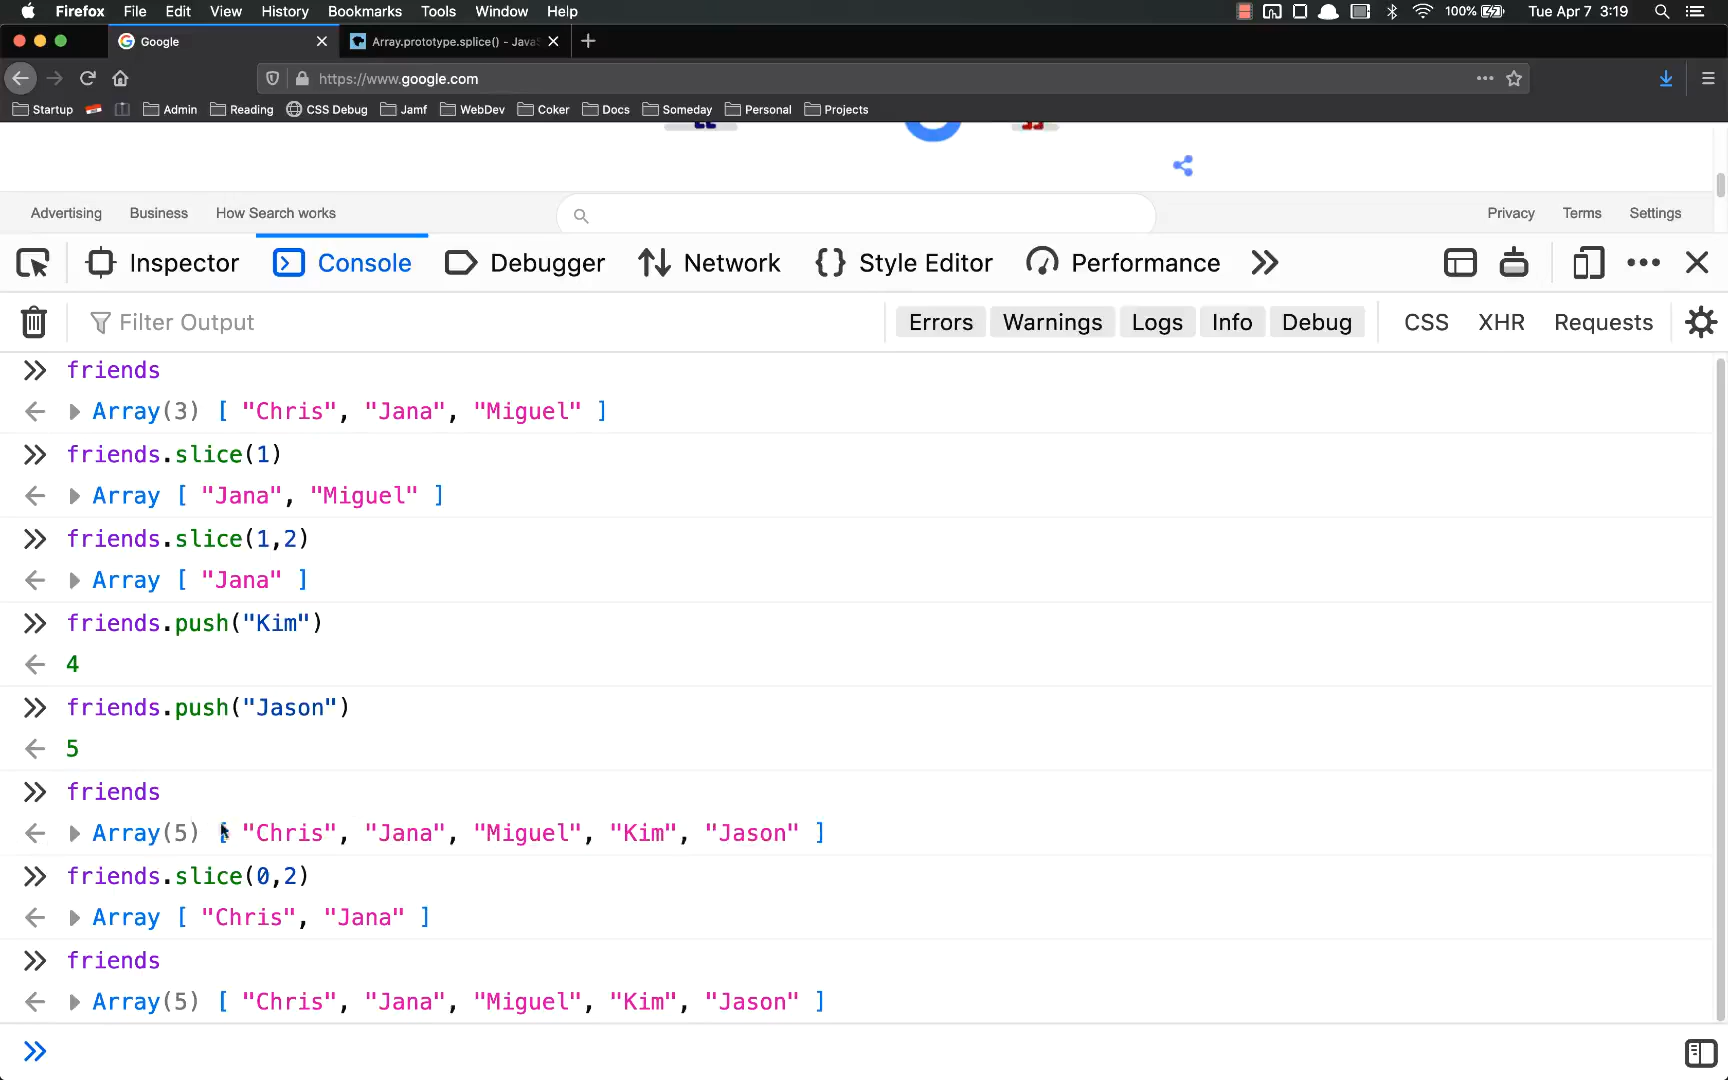 Firefox File Edit View History Bookmarks Tools Window Help 100% Tue Apr 7 3:19
Google Array.prototype.splice() - Java
https://www.google.com
Startup Admin Reading CSS Debug Jamf WebDev Coker Docs Someday Personal Projects
Advertising Business How Search works Privacy Terms Settings
Inspector Console Debugger Network {} Style Editor Performance
Filter Output Errors Warnings Logs Info Debug CSS XHR Requests
friends
Array(3) [ "Chris", "Jana", "Miguel" ]
friends.slice(1)
Array [ "Jana", "Miguel" ]
friends.slice(1,2)
Array [ "Jana" ]
friends.push("Kim")
4
friends.push("Jason")
5
friends
Array(5) [ "Chris", "Jana", "Miguel", "Kim", "Jason" ]
friends.slice(0,2)
Array [ "Chris", "Jana" ]
friends
Array(5) [ "Chris", "Jana", "Miguel", "Kim", "Jason" ]